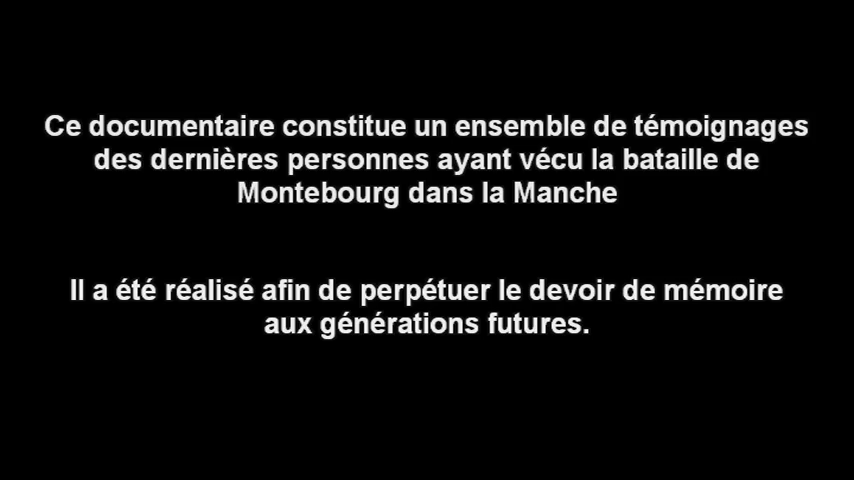 Ce documentaire constitue un ensemble de témoignages
des dernières personnes ayant vécu la bataille de
Montebourg dans la Manche
Il a été réalisé afin de perpétuer le devoir de mémoire
aux générations futures.